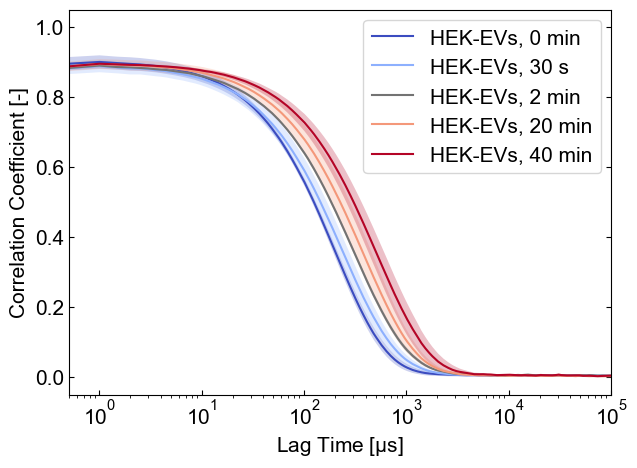 1.0
0.8
0.6
0.4
0.2
0.0
Correlation Coefficient [-]
HEK-EVs, 0 min
HEK-EVs, 30 s
HEK-EVs, 2 min
HEK-EVs, 20 min
HEK-EVs, 40 min
10⁰ 10¹ 10² 10³ 10⁴ 10⁵
Lag Time [µs]